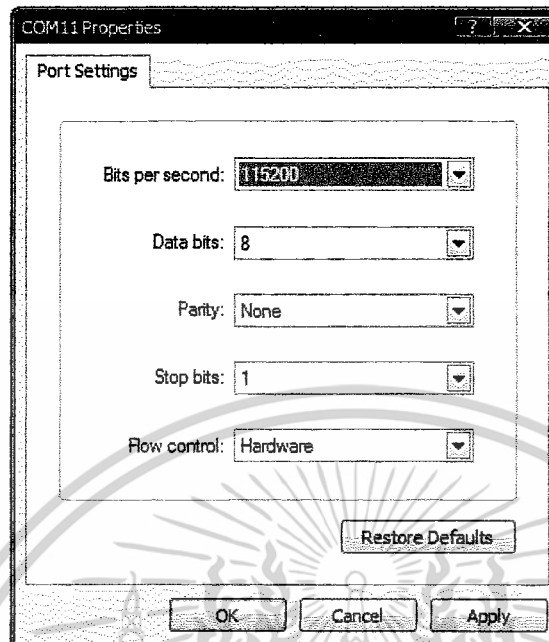 COM11 Properties
Port Settings
Bits per second: 115200
Data bits: 8
Parity: None
Stop bits: 1
Flow control: Hardware
Restore Defaults
OK Cancel Apply